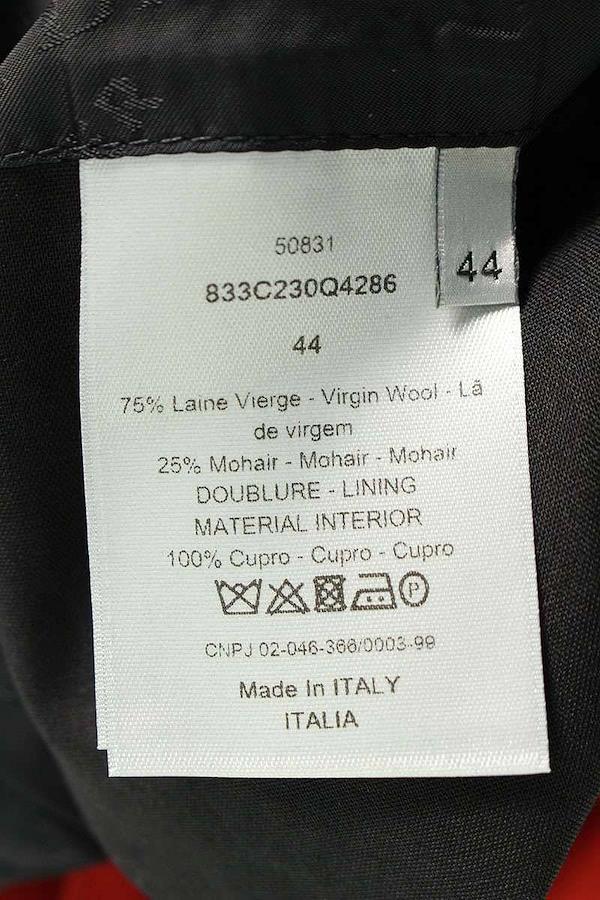 50831
833C230Q4286
44
44
75% Laine Vierge - Virgin Wool - Lã
de virgem
25% Mohair - Mohair - Mohair
DOUBLURE - LINING
MATERIAL INTERIOR
100% Cupro - Cupro - Cupro
P
CNPJ 02-046-366/0003-99
Made In ITALY
ITALIA